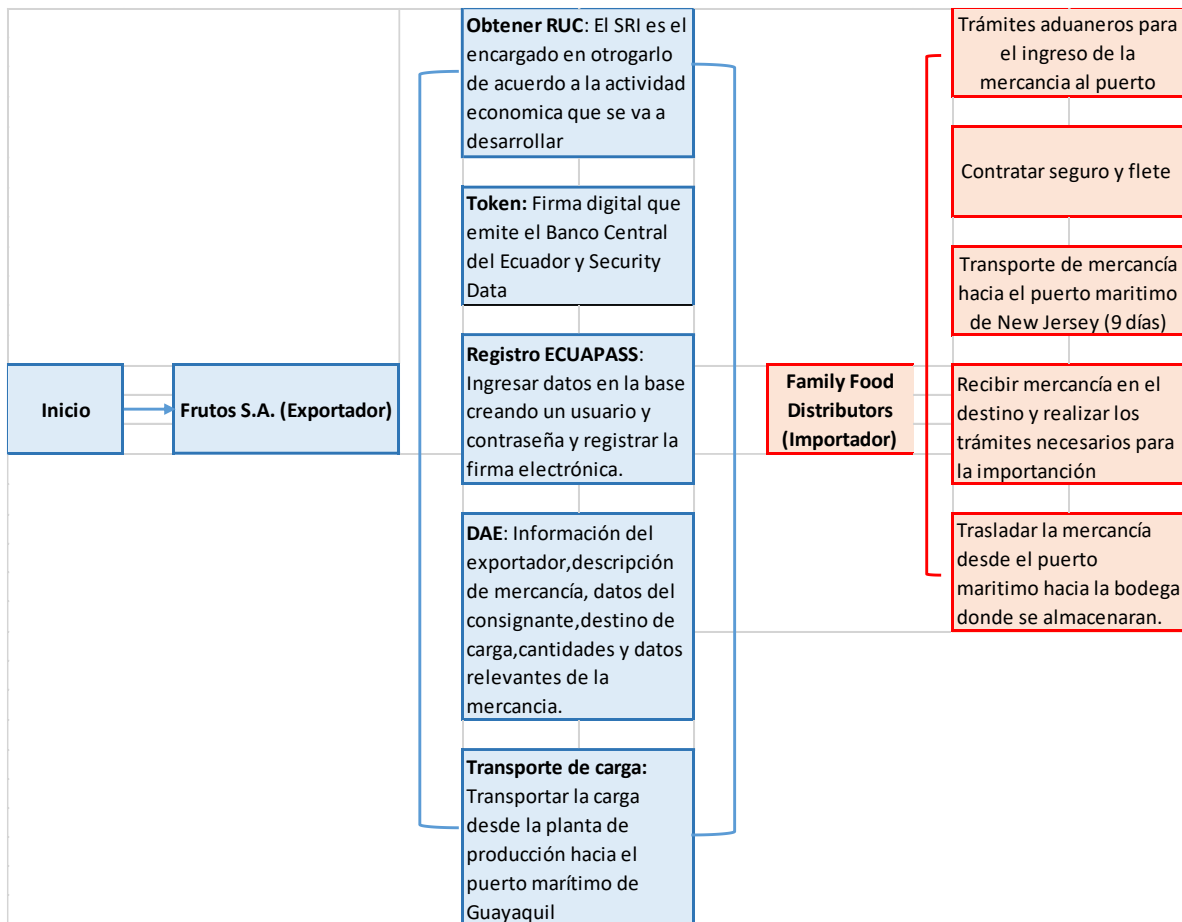 Inicio
Frutos S.A. (Exportador)
Obtener RUC: El SRI es el
encargado en otrogarlo
de acuerdo a la actividad
economica que se va a
desarrollar
Token: Firma digital que
emite el Banco Central
del Ecuador y Security
Data
Registro ECUAPASS:
Ingresar datos en la base
creando un usuario y
contraseña y registrar la
firma electrónica.
DAE: Información del
exportador,descripción
de mercancía, datos del
consignante,destino de
carga,cantidades y datos
relevantes de la
mercancia.
Transporte de carga:
Transportar la carga
desde la planta de
producción hacia el
puerto marítimo de
Guayaquil
Family Food
Distributors
(Importador)
Trámites aduaneros para
el ingreso de la
mercancia al puerto
Contratar seguro y flete
Transporte de mercancía
hacia el puerto maritimo
de New Jersey (9 días)
Recibir mercancía en el
destino y realizar los
trámites necesarios para
la importanción
Trasladar la mercancía
desde el puerto
maritimo hacia la bodega
donde se almacenaran.